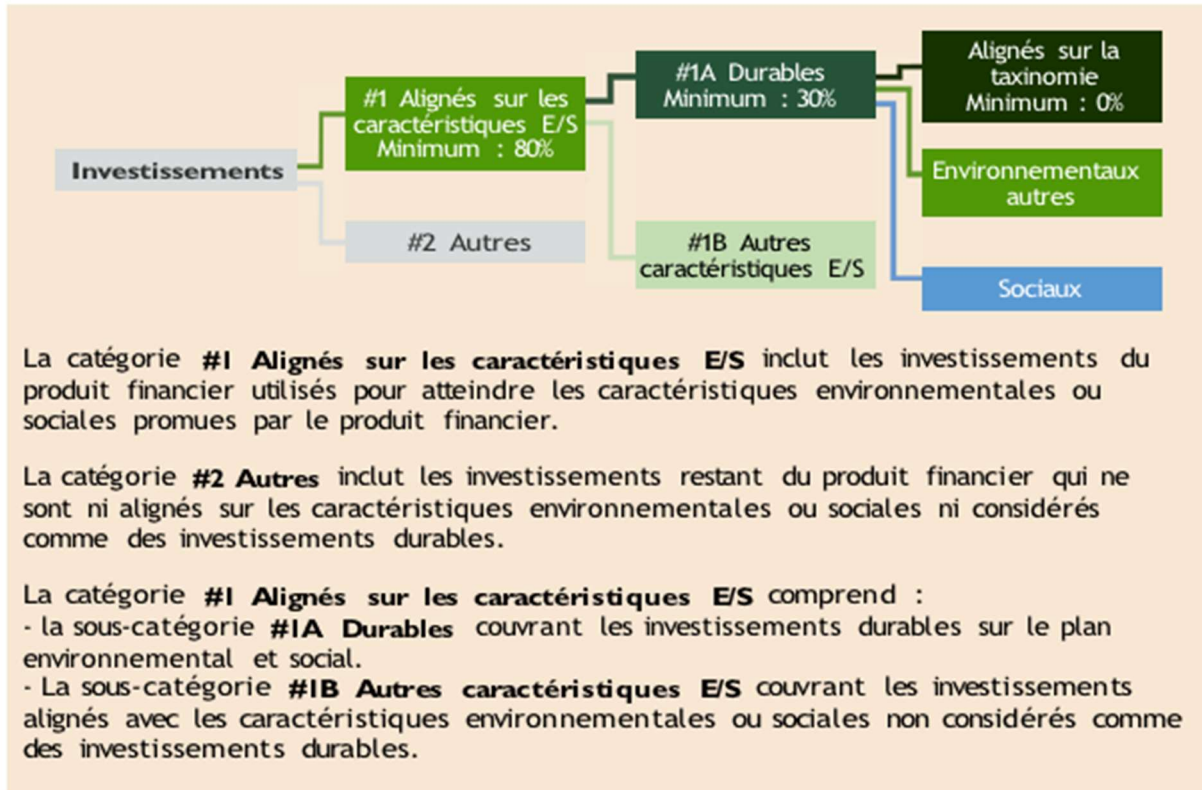 Investissements
#1 Alignés sur les
caractéristiques E/S
Minimum : 80%
#2 Autres
#1A Durables
Minimum : 30%
#1B Autres
caractéristiques E/S
Alignés sur la
taxinomie
Minimum : 0%
Environnementaux
autres
Sociaux
La catégorie #1 Alignés sur les caractéristiques E/S inclut les investissements du
produit financier utilisés pour atteindre les caractéristiques environnementales ou
sociales promues par le produit financier.
La catégorie #2 Autres inclut les investissements restant du produit financier qui ne
sont ni alignés sur les caractéristiques environnementales ou sociales ni considérés
comme des investissements durables.
La catégorie #1 Alignés sur les caractéristiques E/S comprend :
- la sous-catégorie #1A Durables couvrant les investissements durables sur le plan
environnemental et social.
- La sous-catégorie #1B Autres caractéristiques E/S couvrant les investissements
alignés avec les caractéristiques environnementales ou sociales non considérés comme
des investissements durables.